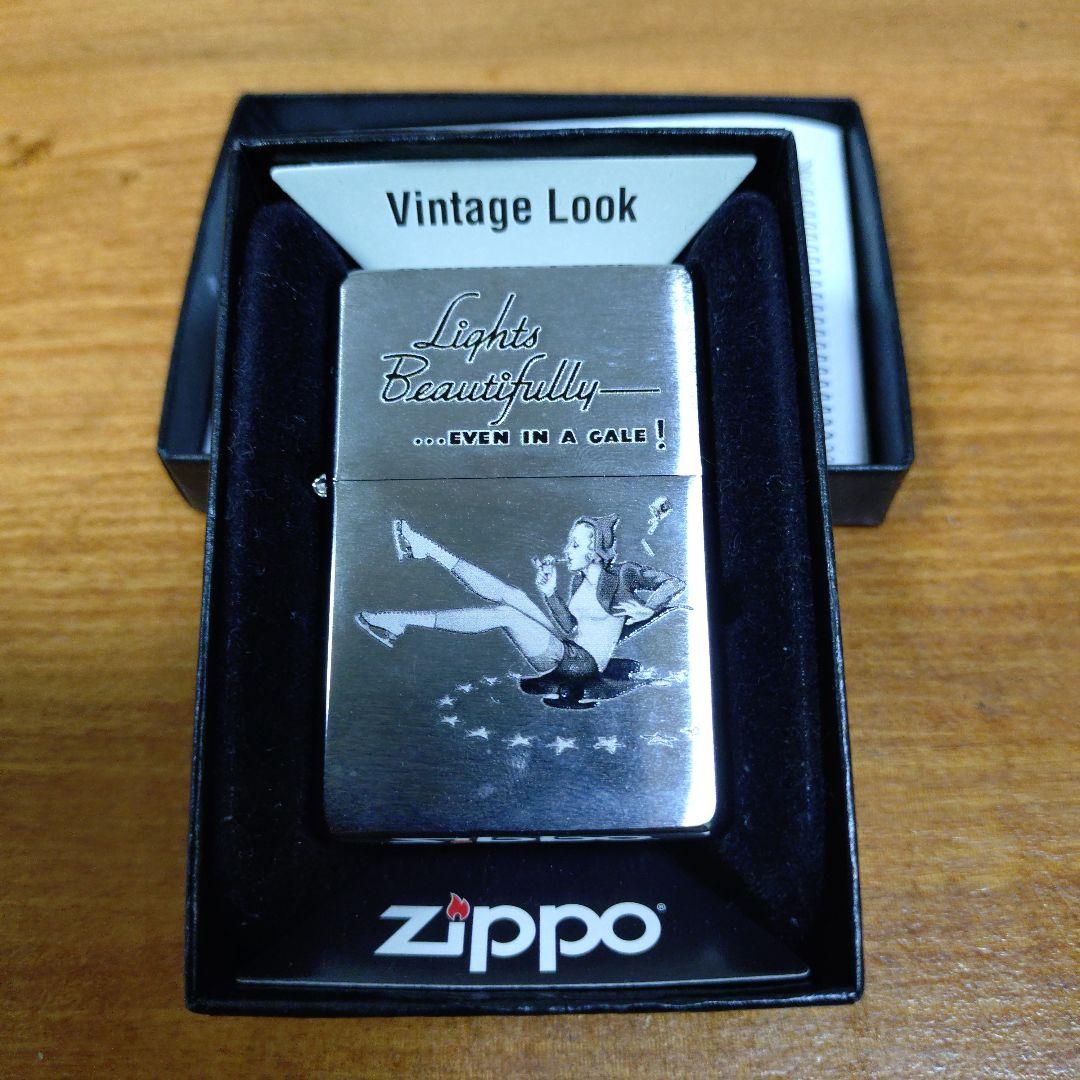 Vintage Look
Lights
Beautifully—
...EVEN IN A GALE!
zippo®